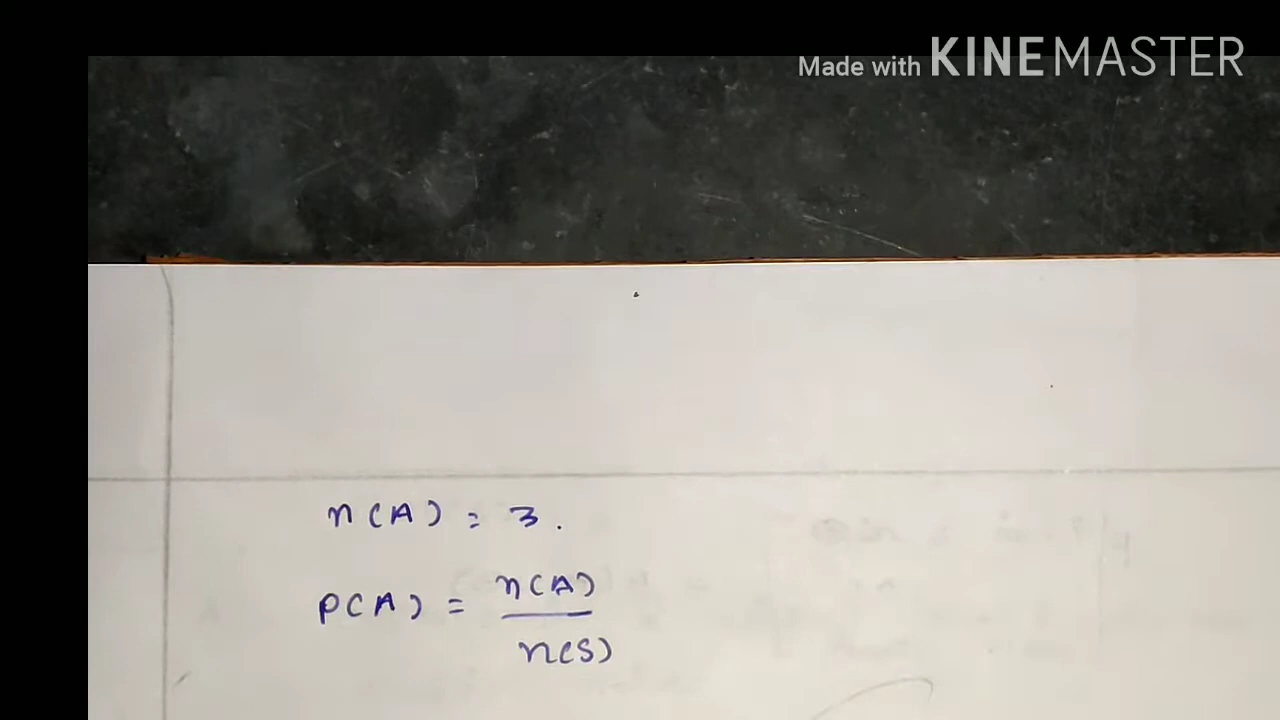 Made with KINEMASTER
n(A) = 3.
P(A) = n(A)
n(S)